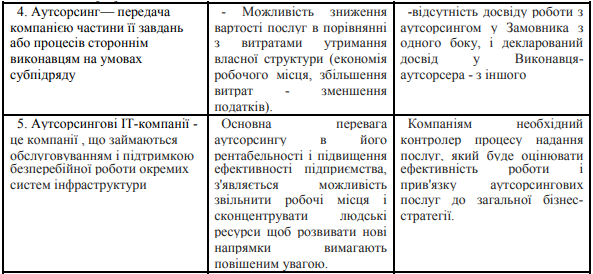 4. Аутсорсинг— передача
компанією частини її завдань
або процесів стороннім
виконавцям на умовах
субпідряду
- Можливість зниження
вартості послуг в порівнянні
з витратами утримання
власної структури (економія
робочого місця, збільшення
витрат - зменшення
податків).
-відсутність досвіду роботи з
аутсорсингом у Замовника з
одного боку, і декларований
досвід у Виконавця-
аутсорсера - з іншого
5. Аутсорсингові ІТ-компанії -
це компанії , що займаються
обслуговуванням і підтримкою
безперебійної роботи окремих
систем інфраструктури
Основна перевага
аутсорсингу в його
рентабельності і підвищення
ефективності підприємства,
з'являється можливість
звільнити робочі місця і
сконцентрувати людські
ресурси щоб розвивати нові
напрямки вимагають
повішеним увагою.
Компаніям необхідний
контролер процесу надання
послуг, який буде оцінювати
ефективність роботи і
прив'язку аутсорсингових
послуг до загальної бізнес-
стратегії.